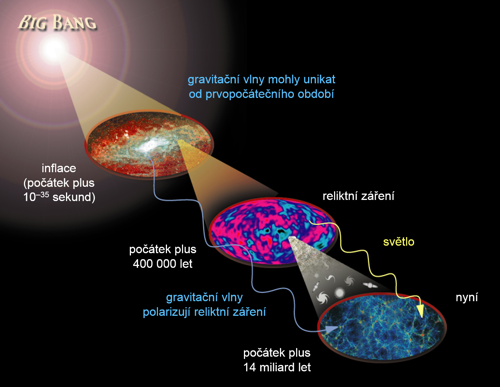 BIG BANG
gravitační vlny mohly unikat
od prvopočátečního období
inflace
(počátek plus
10⁻³⁵ sekund)
reliktní záření
světlo
počátek plus
400 000 let
gravitační vlny
polarizují reliktní záření
nyní
počátek plus
14 miliard let